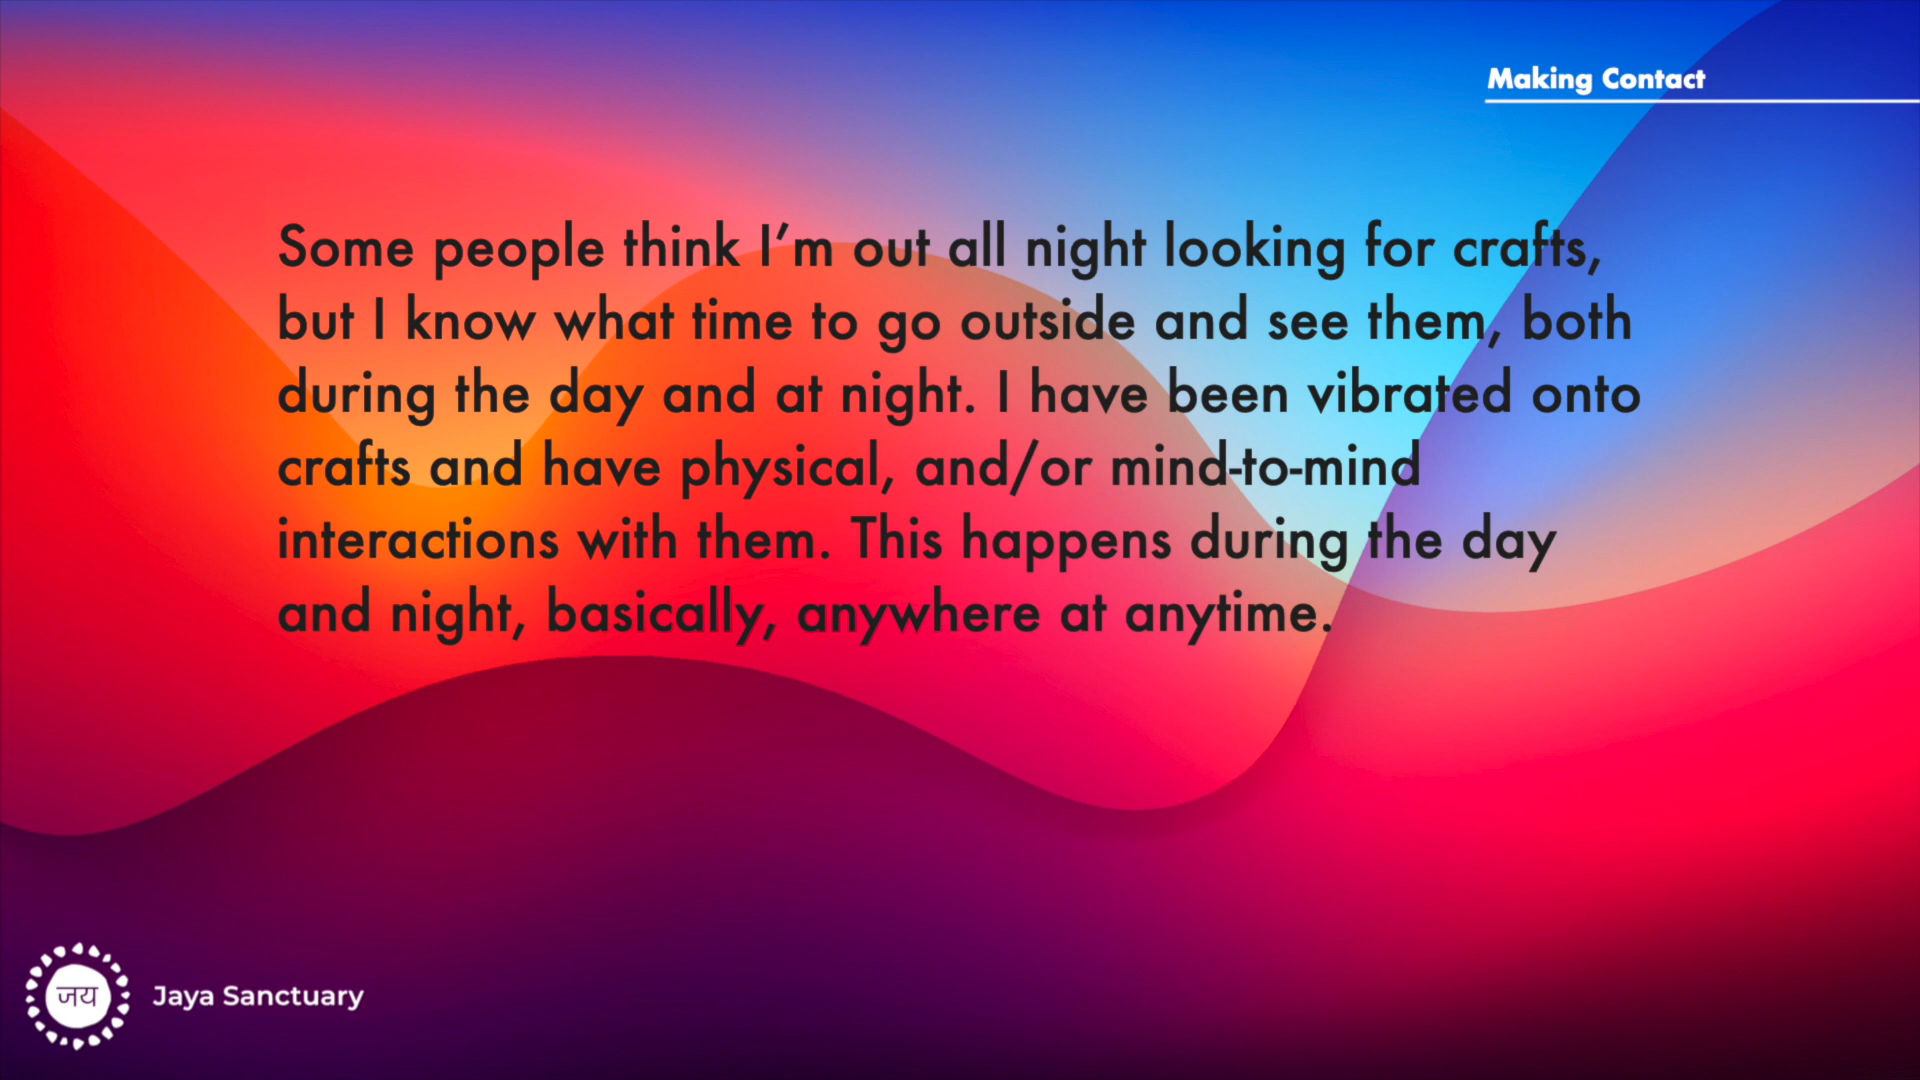 Making Contact
Some people think I’m out all night looking for crafts,
but I know what time to go outside and see them, both
during the day and at night. I have been vibrated onto
crafts and have physical, and/or mind-to-mind
interactions with them. This happens during the day
and night, basically, anywhere at anytime.
जय
Jaya Sanctuary